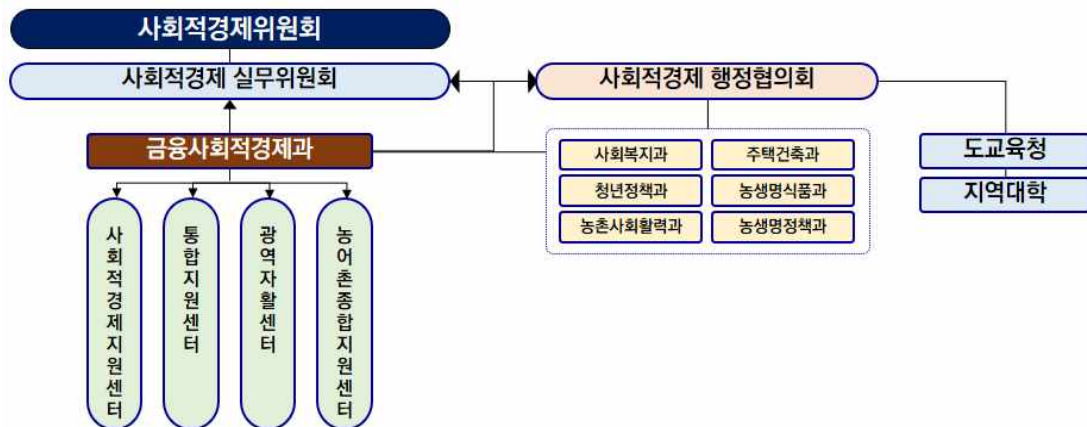 사회적경제위원회
사회적경제 실무위원회
사회적경제 행정협의회
금융사회적경제과
사회복지과
주택건축과
청년정책과
농생명식품과
농촌사회활력과
농생명정책과
도교육청
지역대학
사회적경제지원센터
통합지원센터
광역자활센터
농어촌종합지원센터